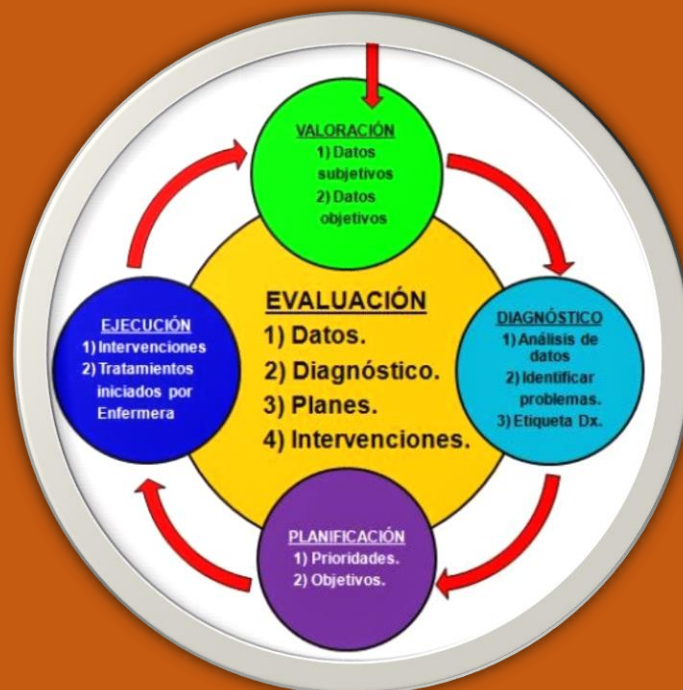 VALORACIÓN
1) Datos
subjetivos
2) Datos
objetivos
DIAGNÓSTICO
1) Análisis de
datos
2) Identificar
problemas.
3) Etiqueta Dx.
PLANIFICACIÓN
1) Prioridades.
2) Objetivos.
EJECUCIÓN
1) Intervenciones
2) Tratamientos
iniciados por
Enfermera
EVALUACIÓN
1) Datos.
2) Diagnóstico.
3) Planes.
4) Intervenciones.